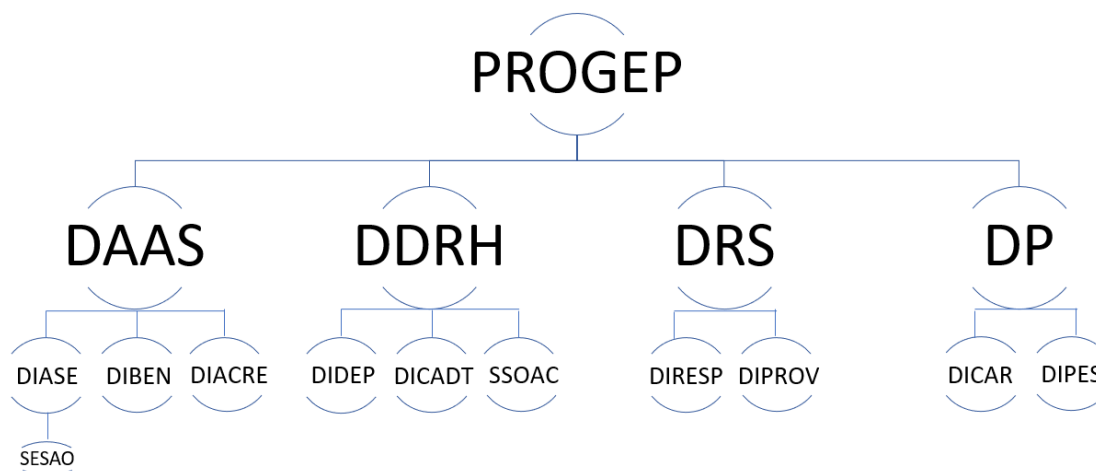 PROGEP
DAAS DDRH DRS DP
DIASE DIBEN DIACRE DIDEP DICADT SSOAC DIRESP DIPROV DICAR DIPES
SESAO